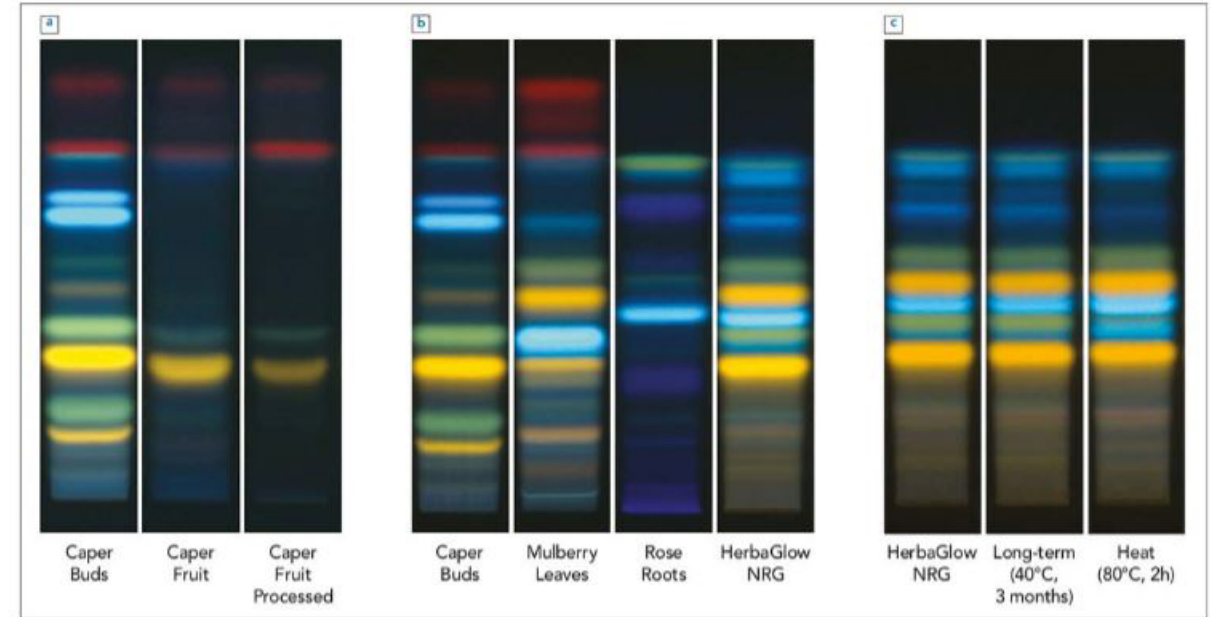 a
b
c
Caper
Buds
Caper
Fruit
Caper
Fruit
Processed
Caper
Buds
Mulberry
Leaves
Rose
Roots
HerbaGlow
NRG
HerbaGlow
NRG
Long-term
(40°C,
3 months)
Heat
(80°C, 2h)